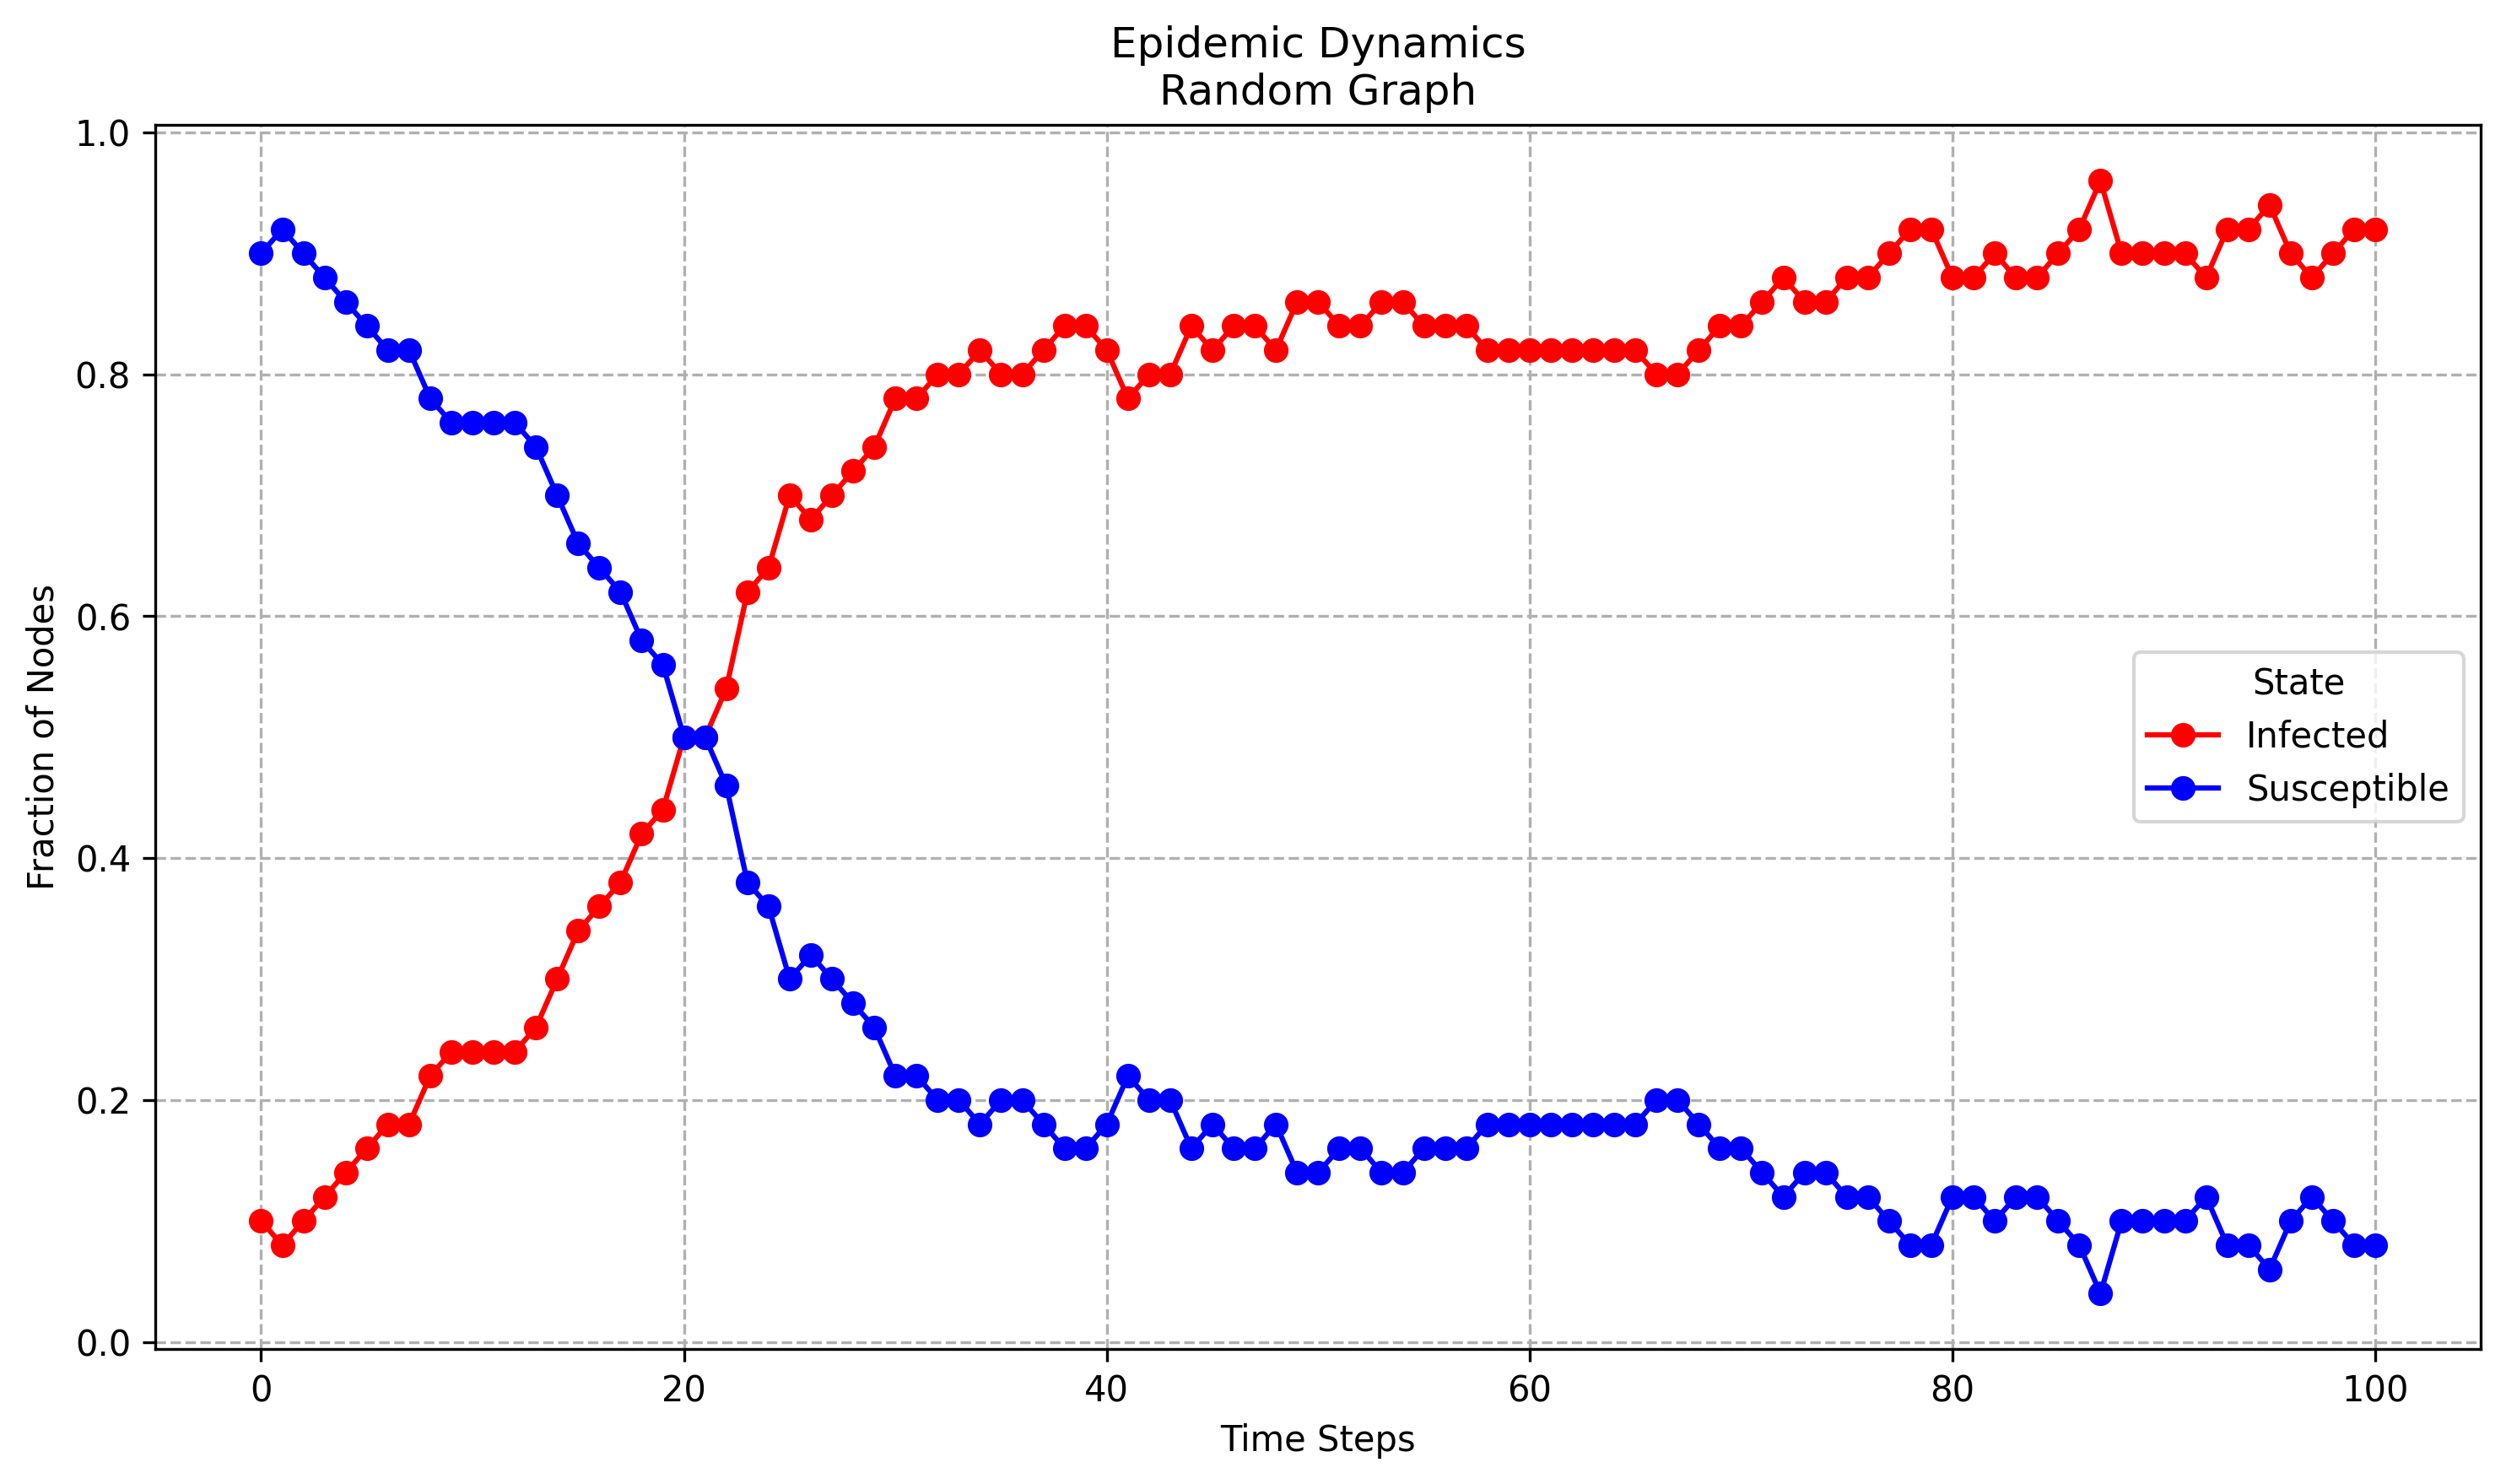 Epidemic Dynamics
Random Graph
1.0
0.8
0.6
0.4
0.2
0.0
Fraction of Nodes
State
Infected
Susceptible
0 20 40 60 80 100
Time Steps